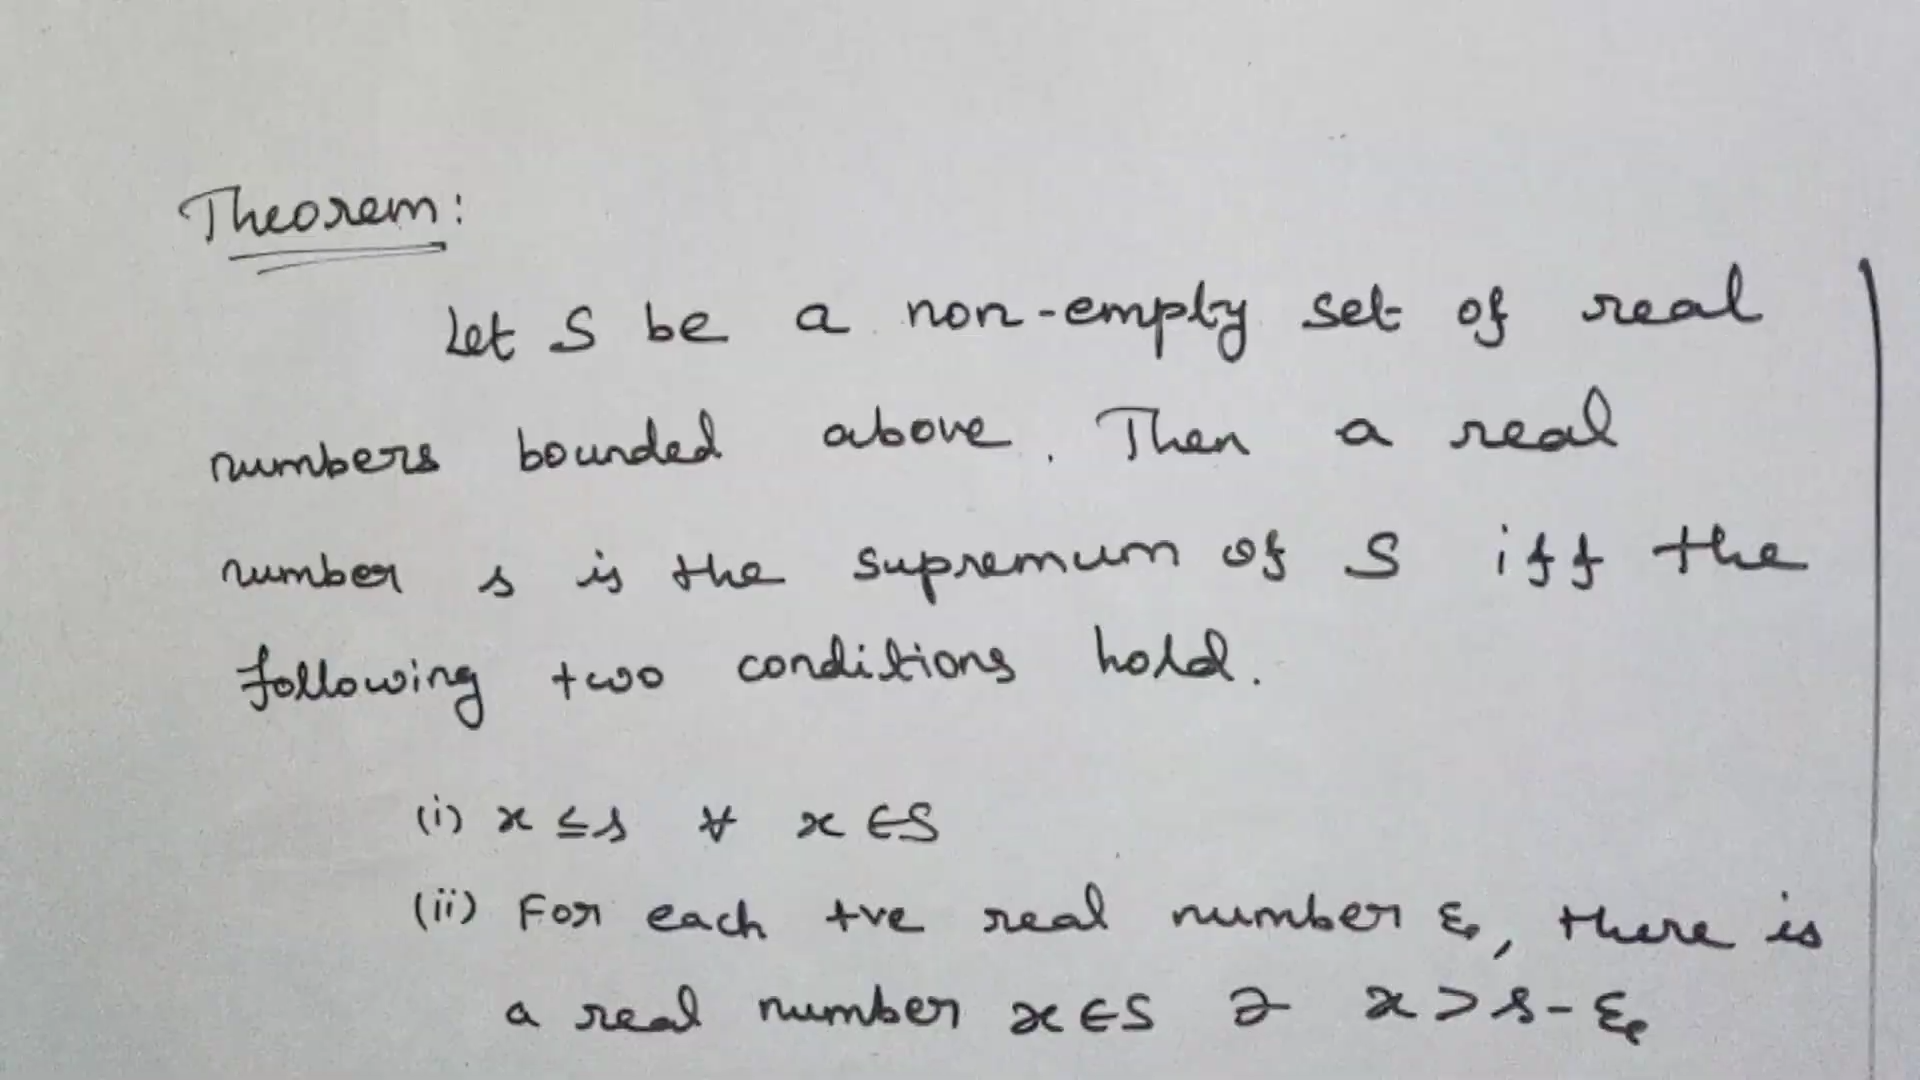 Theorem:
Let S be a non-empty set of real
numbers bounded above. Then a real
number s is the supremum of S iff the
following two conditions hold.
(i) x ≤ s ∀ x ∈ S
(ii) For each +ve real number ε, there is
a real number x ∈ S ∋ x > s - ε